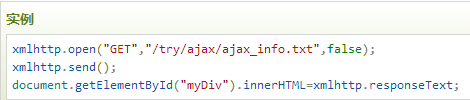 实例
xmlhttp.open("GET","/try/ajax/ajax_info.txt",false);
xmlhttp.send();
document.getElementById("myDiv").innerHTML=xmlhttp.responseText;